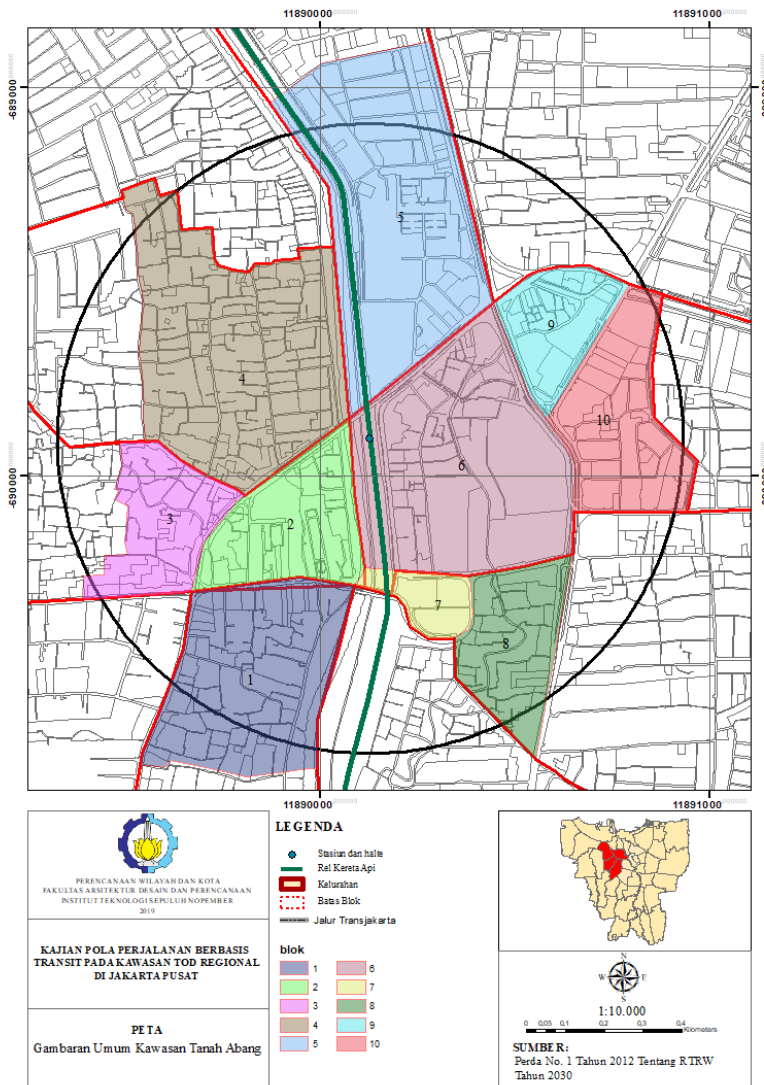 11890000 11891000
-689000
-690000
5
9
4
10
6
3
2
7
8
1
11890000 11891000
PERENCANAAN WILAYAH DAN KOTA
FAKULTAS ARSITEKTUR DESAIN DAN PERENCANAAN
INSTITUT TEKNOLOGI SEPULUH NOPEMBER
2019
KAJIAN POLA PERJALANAN BERBASIS
TRANSIT PADA KAWASAN TOD REGIONAL
DI JAKARTA PUSAT
PETA
Gambaran Umum Kawasan Tanah Abang
LEGENDA
Stasiun dan halte
Rel Kereta Api
Kelurahan
Batas Blok
Jalur Transjakarta
blok
1 6
2 7
3 8
4 9
5 10
N
W E
S
1:10.000
0 0,05 0,1 0,2 0,3 0,4
Kilometers
SUMBER:
Perda No. 1 Tahun 2012 Tentang RTRW
Tahun 2030